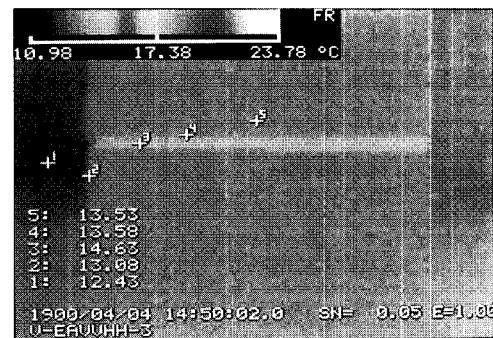 FR
10.98 17.38 23.78 °C
5
4
3
1
2
5: 13.53
4: 13.58
3: 14.63
2: 13.08
1: 12.43
1900/04/04 14:50:02.0 SN= 0.05 E=1.00
V-EAVVHH-3